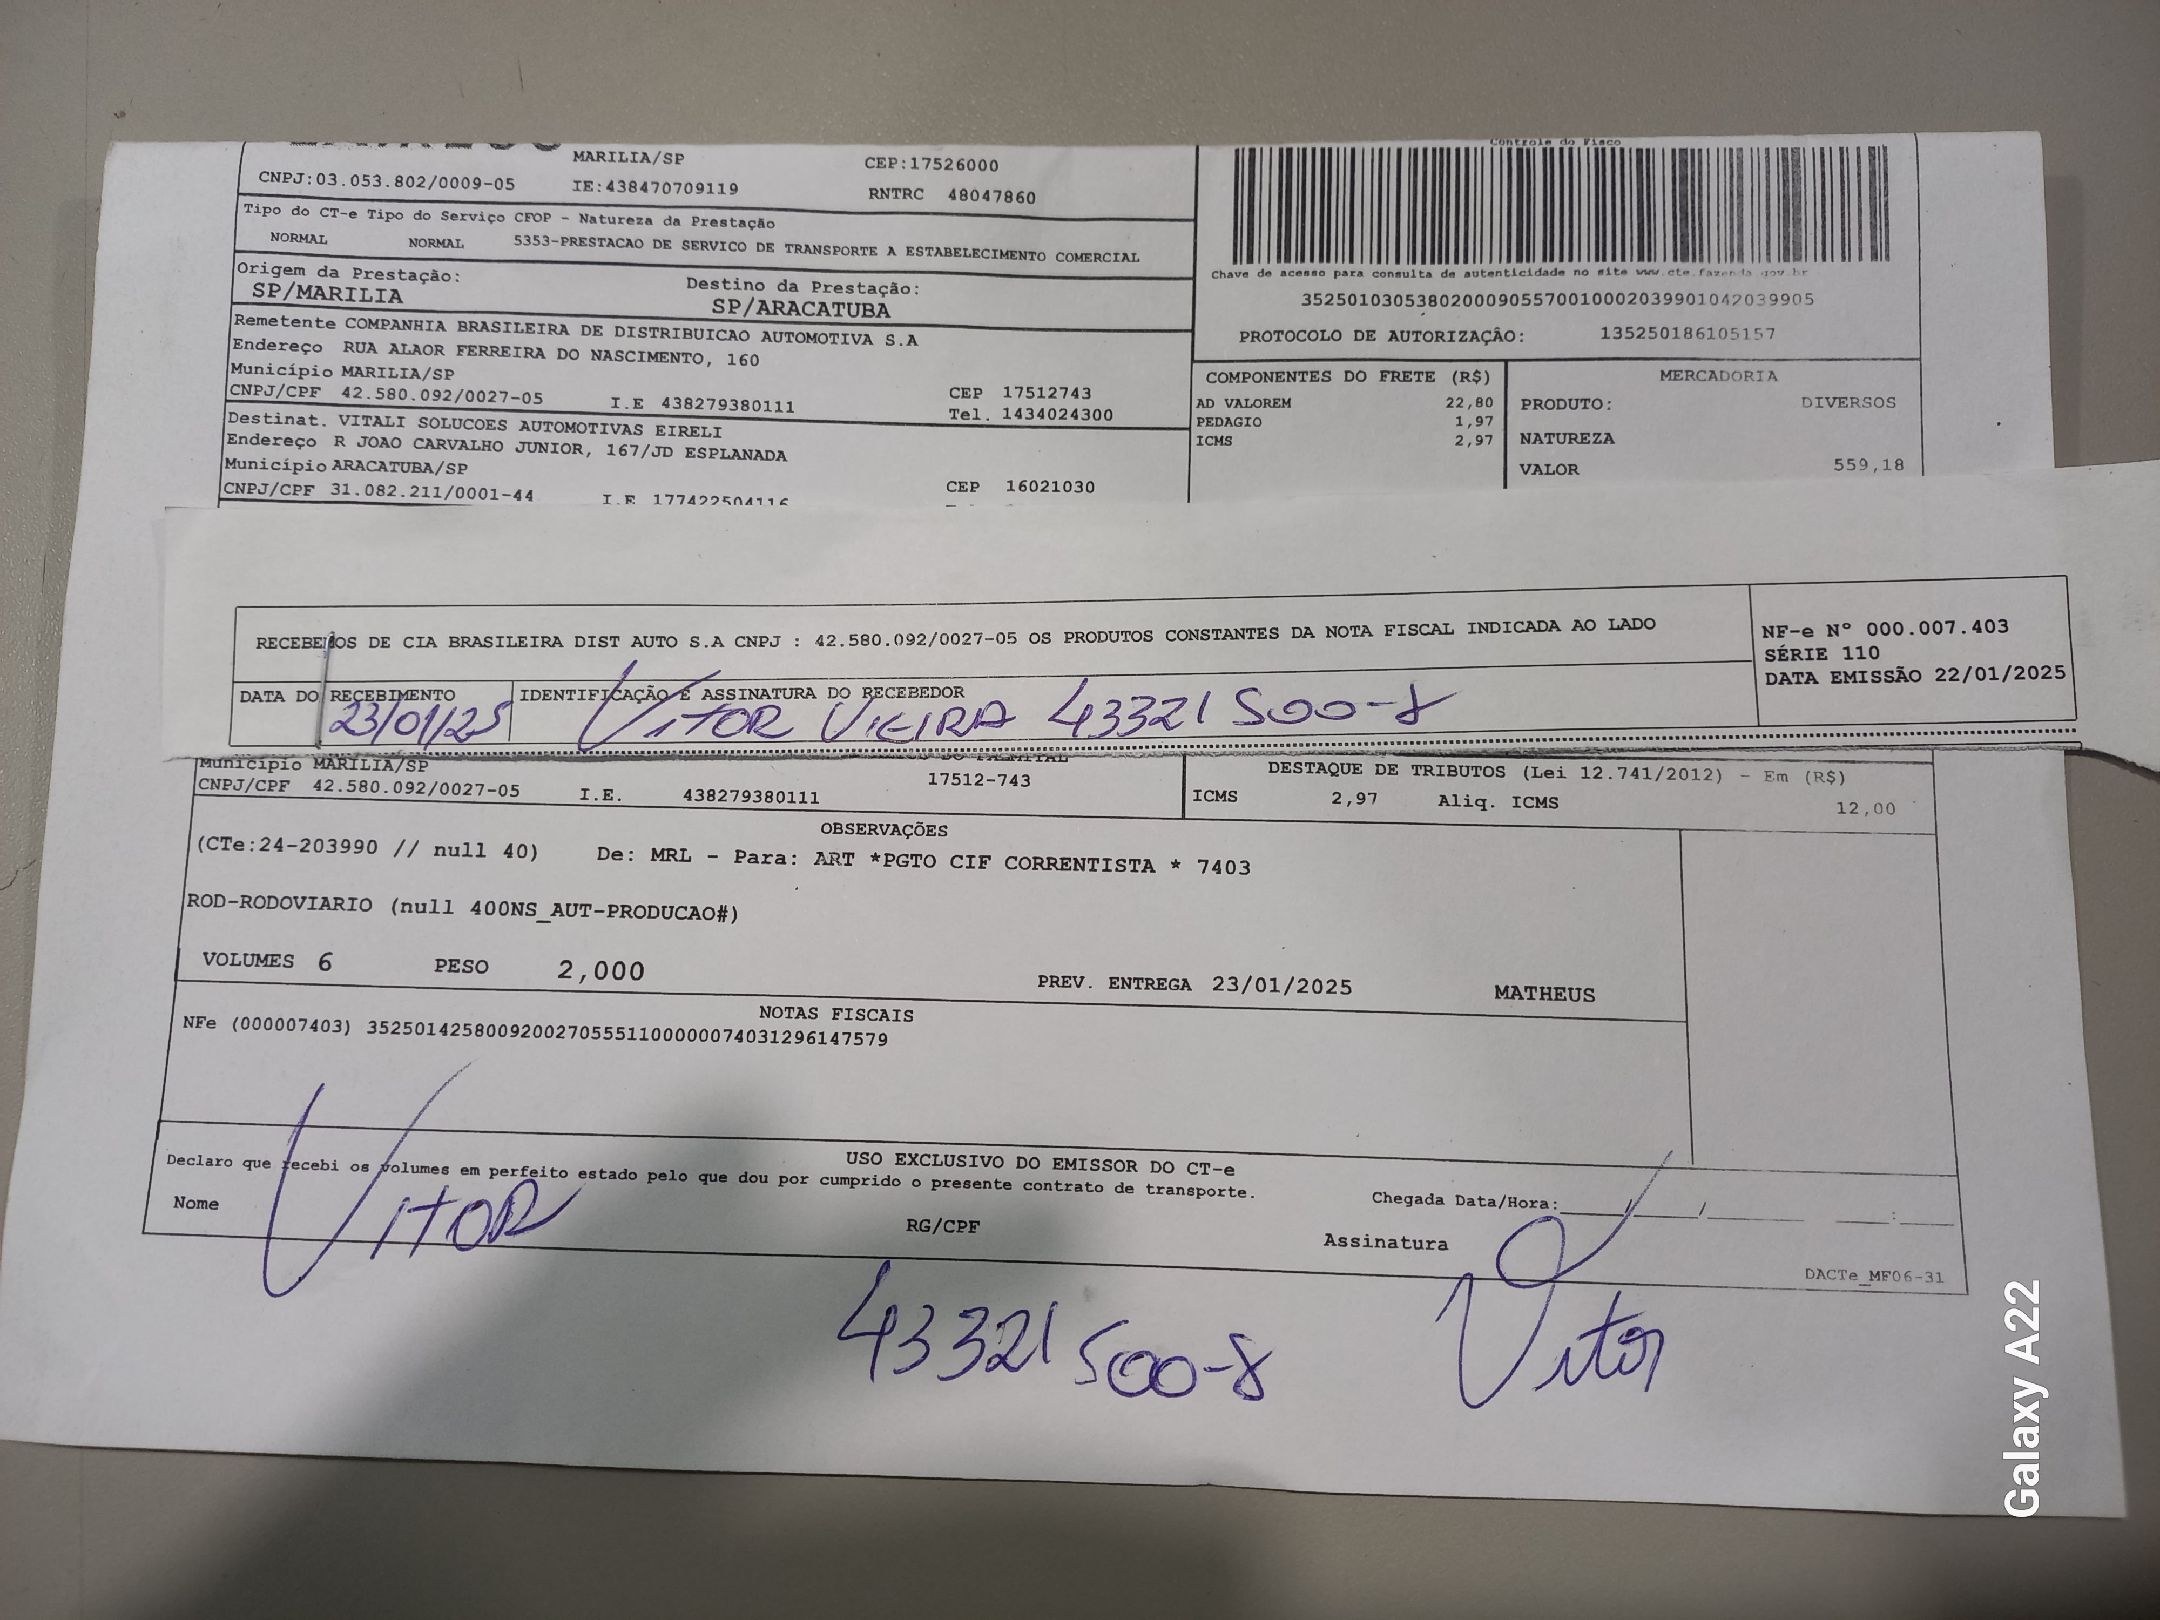 Controle do Fisco
MARILIA/SP CEP:17526000
CNPJ:03.053.802/0009-05 IE:438470709119 RNTRC 48047860
Tipo do CT-e Tipo do Serviço CFOP - Natureza da Prestação
NORMAL NORMAL 5353-PRESTACAO DE SERVICO DE TRANSPORTE A ESTABELECIMENTO COMERCIAL
Origem da Prestação: Destino da Prestação:
SP/MARILIA SP/ARACATUBA
Remetente COMPANHIA BRASILEIRA DE DISTRIBUICAO AUTOMOTIVA S.A
Endereço RUA ALAOR FERREIRA DO NASCIMENTO, 160
Município MARILIA/SP CEP 17512743
CNPJ/CPF 42.580.092/0027-05 I.E 438279380111 Tel. 1434024300
Destinat. VITALI SOLUCOES AUTOMOTIVAS EIRELI
Endereço R JOAO CARVALHO JUNIOR, 167/JD ESPLANADA
Município ARACATUBA/SP CEP 16021030
CNPJ/CPF 31.082.211/0001-44 I.E 177422504116
Chave de acesso para consulta de autenticidade no site www.cte.fazenda.gov.br
35250103053802000905570010002039901042039905
PROTOCOLO DE AUTORIZAÇÃO: 135250186105157
COMPONENTES DO FRETE (R$)
AD VALOREM 22,80
PEDAGIO 1,97
ICMS 2,97
MERCADORIA
PRODUTO: DIVERSOS
NATUREZA
VALOR 559,18
RECEBEMOS DE CIA BRASILEIRA DIST AUTO S.A CNPJ : 42.580.092/0027-05 OS PRODUTOS CONSTANTES DA NOTA FISCAL INDICADA AO LADO
NF-e Nº 000.007.403
SÉRIE 110
DATA EMISSÃO 22/01/2025
DATA DO RECEBIMENTO IDENTIFICAÇÃO E ASSINATURA DO RECEBEDOR
23/01/25 VITOR VIEIRA 43321500-8
Município MARILIA/SP 17512-743
CNPJ/CPF 42.580.092/0027-05 I.E. 438279380111
DESTAQUE DE TRIBUTOS (Lei 12.741/2012) - Em (R$)
ICMS 2,97 Aliq. ICMS 12,00
OBSERVAÇÕES
(CTe:24-203990 // null 40) De: MRL - Para: ART *PGTO CIF CORRENTISTA * 7403
ROD-RODOVIARIO (null 400NS_AUT-PRODUCAO#)
VOLUMES 6 PESO 2,000 PREV. ENTREGA 23/01/2025 MATHEUS
NOTAS FISCAIS
NFe (000007403) 35250142580092002705551100000074031296147579
USO EXCLUSIVO DO EMISSOR DO CT-e
Declaro que recebi os volumes em perfeito estado pelo que dou por cumprido o presente contrato de transporte.
Chegada Data/Hora:____/____/____ ___:___
Nome VITOR RG/CPF Assinatura
DACTe_MF06-31
43321500-8 Vitor
Galaxy A22